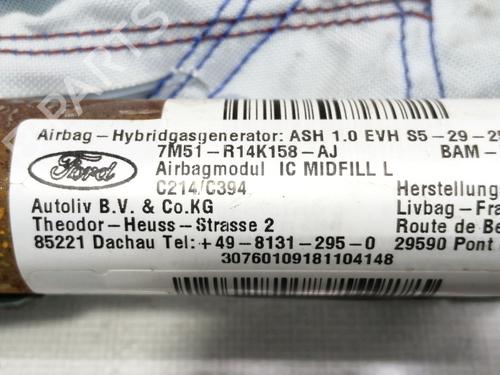 Airbag-Hybridgasgenerator: ASH 1.0 EVH S5-29-
7M51-R14K158-AJ BAM-
Ford Airbagmodul IC MIDFILL L
C214/C394 Herstellung
Autoliv B.V. & Co.KG Livbag-Fra
Theodor-Heuss-Strasse 2 Route de Be
85221 Dachau Tel:+49-8131-295-0 29590 Pont
30760109181104148